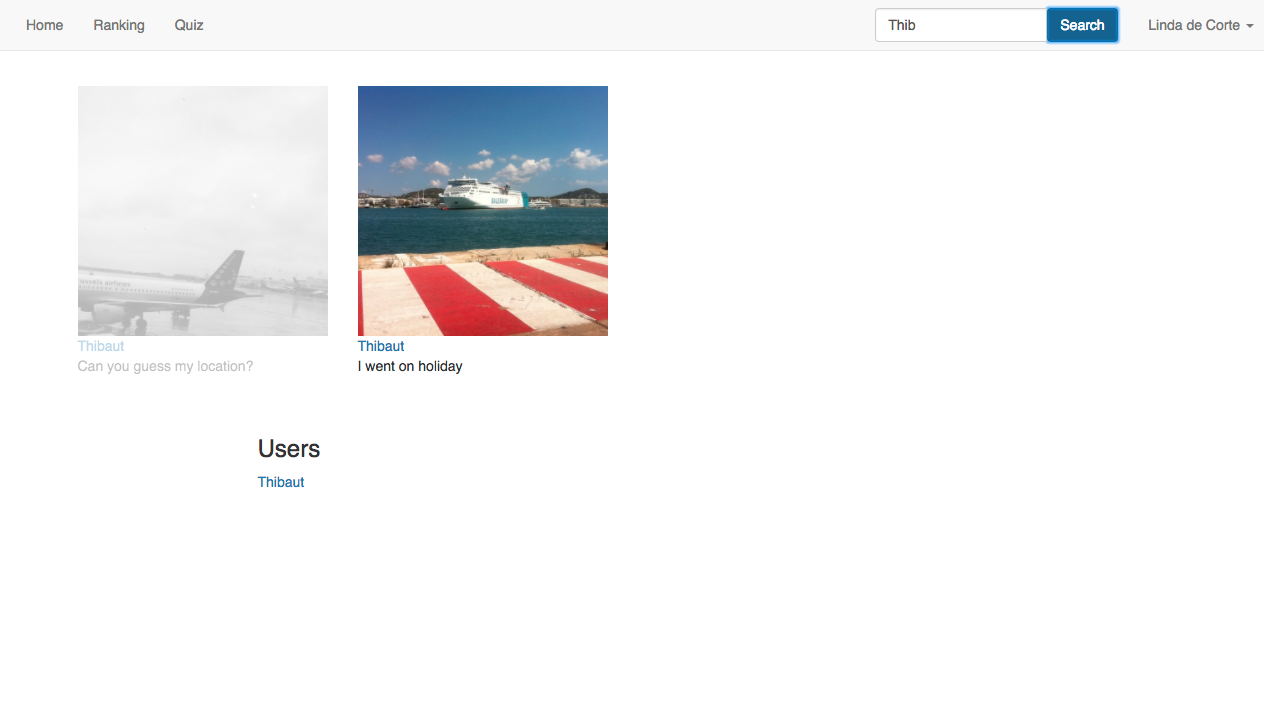 Home Ranking Quiz Thib Search Linda de Corte
brussels airlines
Thibaut
Can you guess my location?
Thibaut
I went on holiday
Users
Thibaut